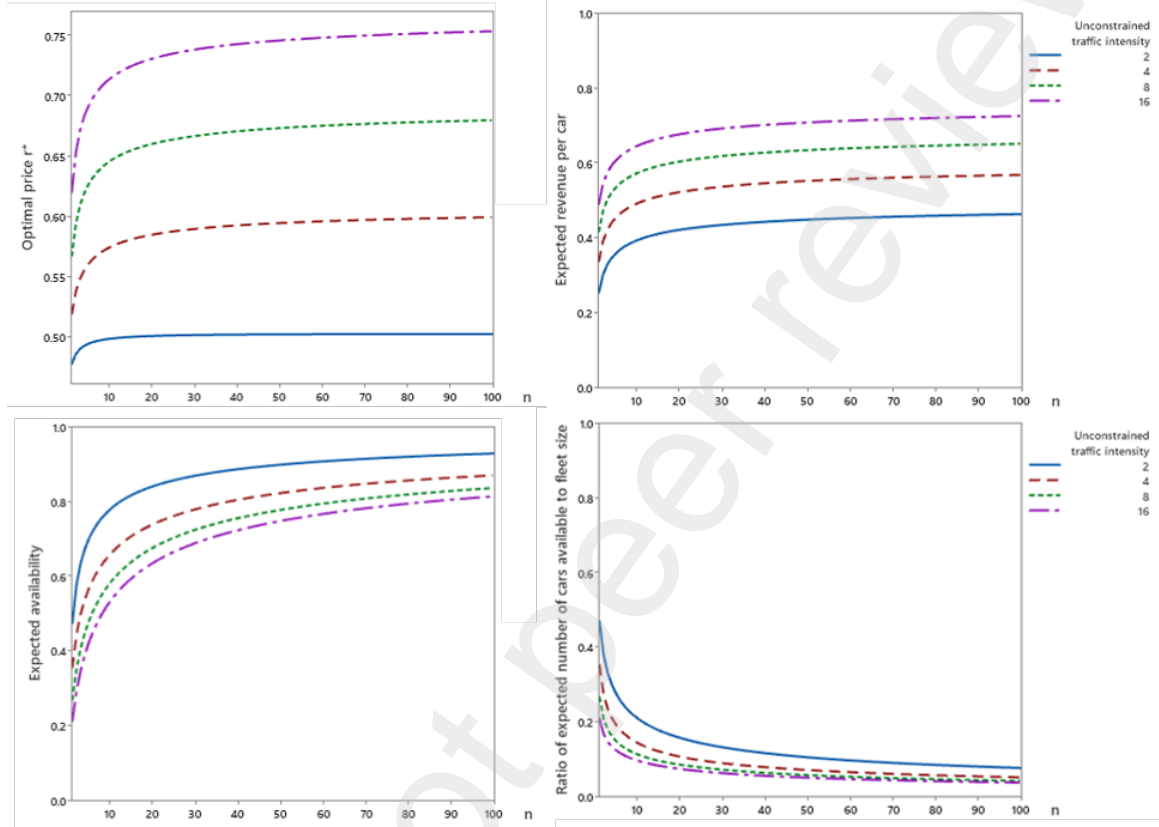 Optimal price r*
0.75
0.70
0.65
0.60
0.55
0.50
10 20 30 40 50 60 70 80 90 100 n
Expected revenue per car
1.0
0.8
0.6
0.4
0.2
0.0
10 20 30 40 50 60 70 80 90 100 n
Unconstrained
traffic intensity
2
4
8
16
Expected availability
1.0
0.8
0.6
0.4
0.2
0.0
10 20 30 40 50 60 70 80 90 100 n
Ratio of expected number of cars available to fleet size
1.0
0.8
0.6
0.4
0.2
0.0
10 20 30 40 50 60 70 80 90 100 n
Unconstrained
traffic intensity
2
4
8
16
ot peer review